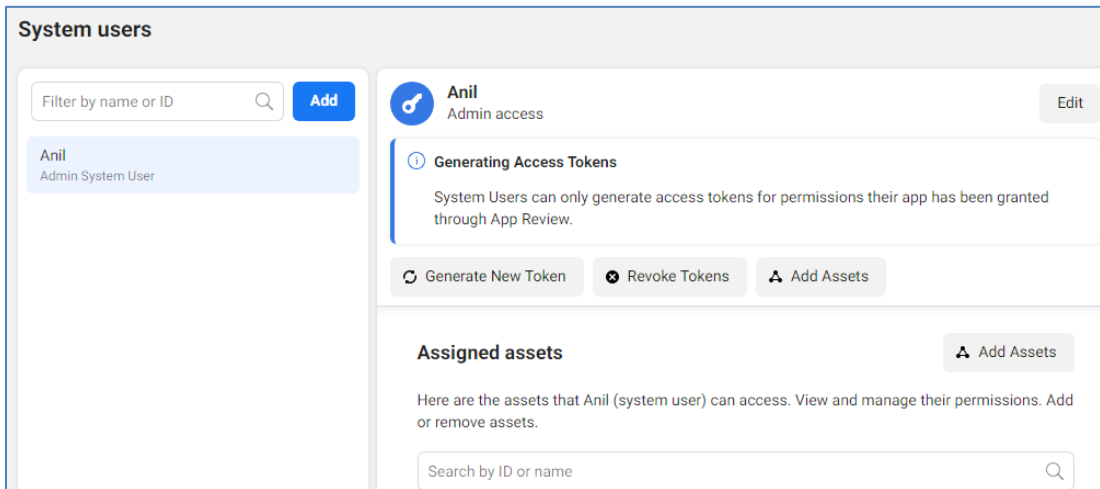 System users
Filter by name or ID
Add
Anil
Admin System User
Anil
Admin access
Edit
Generating Access Tokens
System Users can only generate access tokens for permissions their app has been granted
through App Review.
Generate New Token
Revoke Tokens
Add Assets
Assigned assets
Add Assets
Here are the assets that Anil (system user) can access. View and manage their permissions. Add
or remove assets.
Search by ID or name